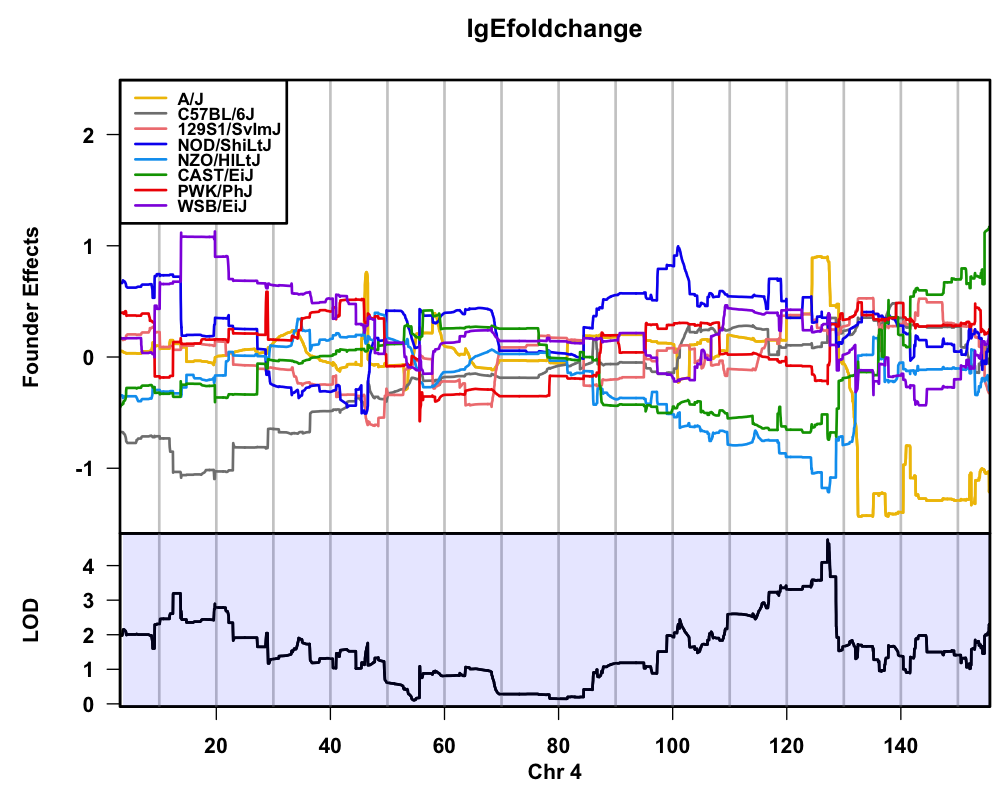 IgEfoldchange
A/J
C57BL/6J
129S1/SvImJ
NOD/ShiLtJ
NZO/HlLtJ
CAST/EiJ
PWK/PhJ
WSB/EiJ
Founder Effects
2
1
0
-1
LOD
4
3
2
1
0
20 40 60 80 100 120 140
Chr 4